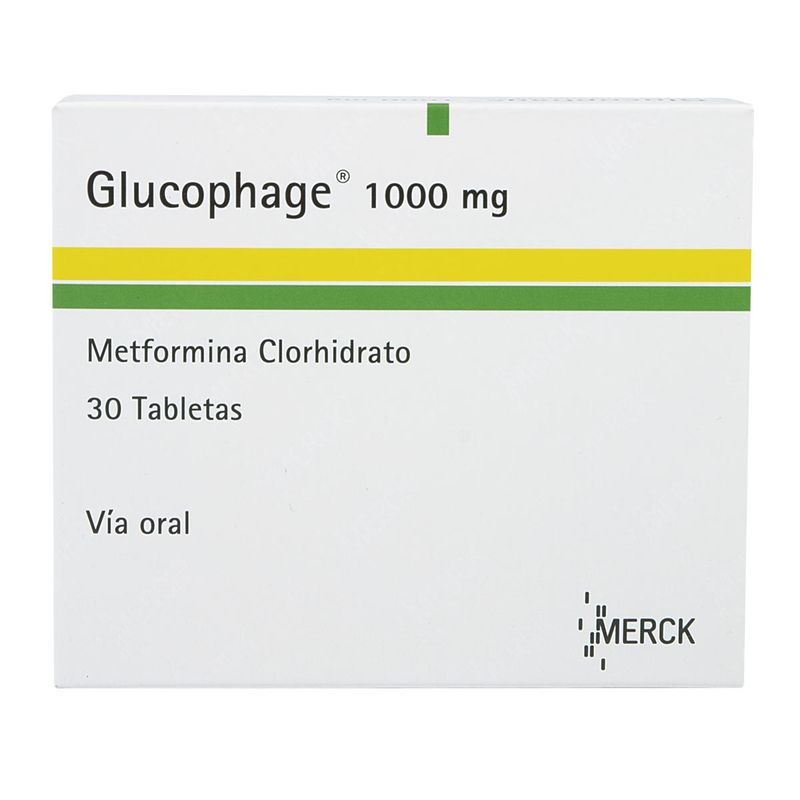 Glucophage® 1000 mg
Metformina Clorhidrato
30 Tabletas
Vía oral
MERCK